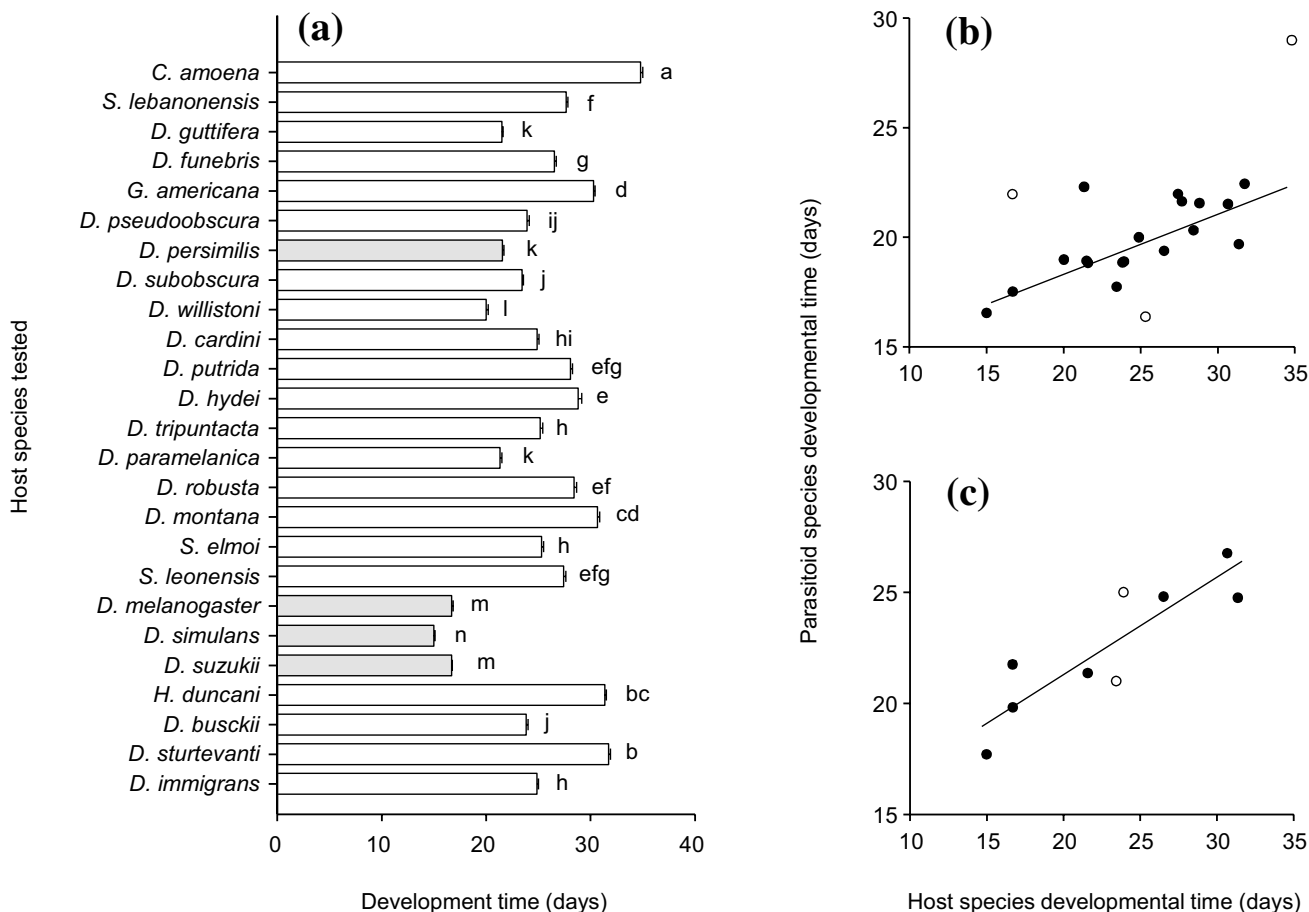 (a)
Host species tested
C. amoena a
S. lebanonensis f
D. guttifera k
D. funebris g
G. americana d
D. pseudoobscura ij
D. persimilis k
D. subobscura j
D. willistoni l
D. cardini hi
D. putrida efg
D. hydei e
D. tripuntacta h
D. paramelanica k
D. robusta ef
D. montana cd
S. elmoi h
S. leonensis efg
D. melanogaster m
D. simulans n
D. suzukii m
H. duncani bc
D. busckii j
D. sturtevanti b
D. immigrans h
0 10 20 30 40
Development time (days)
Parasitoid species developmental time (days)
(b)
30
25
20
15
10 15 20 25 30 35
(c)
30
25
20
15
10 15 20 25 30 35
Host species developmental time (days)